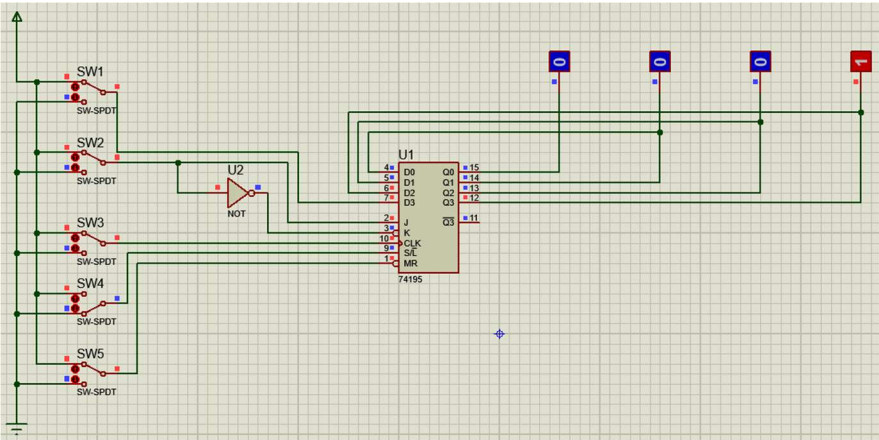 0 0 0 1
SW1
SW-SPDT
SW2
SW-SPDT
U2
NOT
SW3
SW-SPDT
SW4
SW-SPDT
SW5
SW-SPDT
U1
4 D0 Q0 15
5 D1 Q1 14
6 D2 Q2 13
7 D3 Q3 12
2 J Q3 11
3 K
10 CLK
9 S/L
1 MR
74195